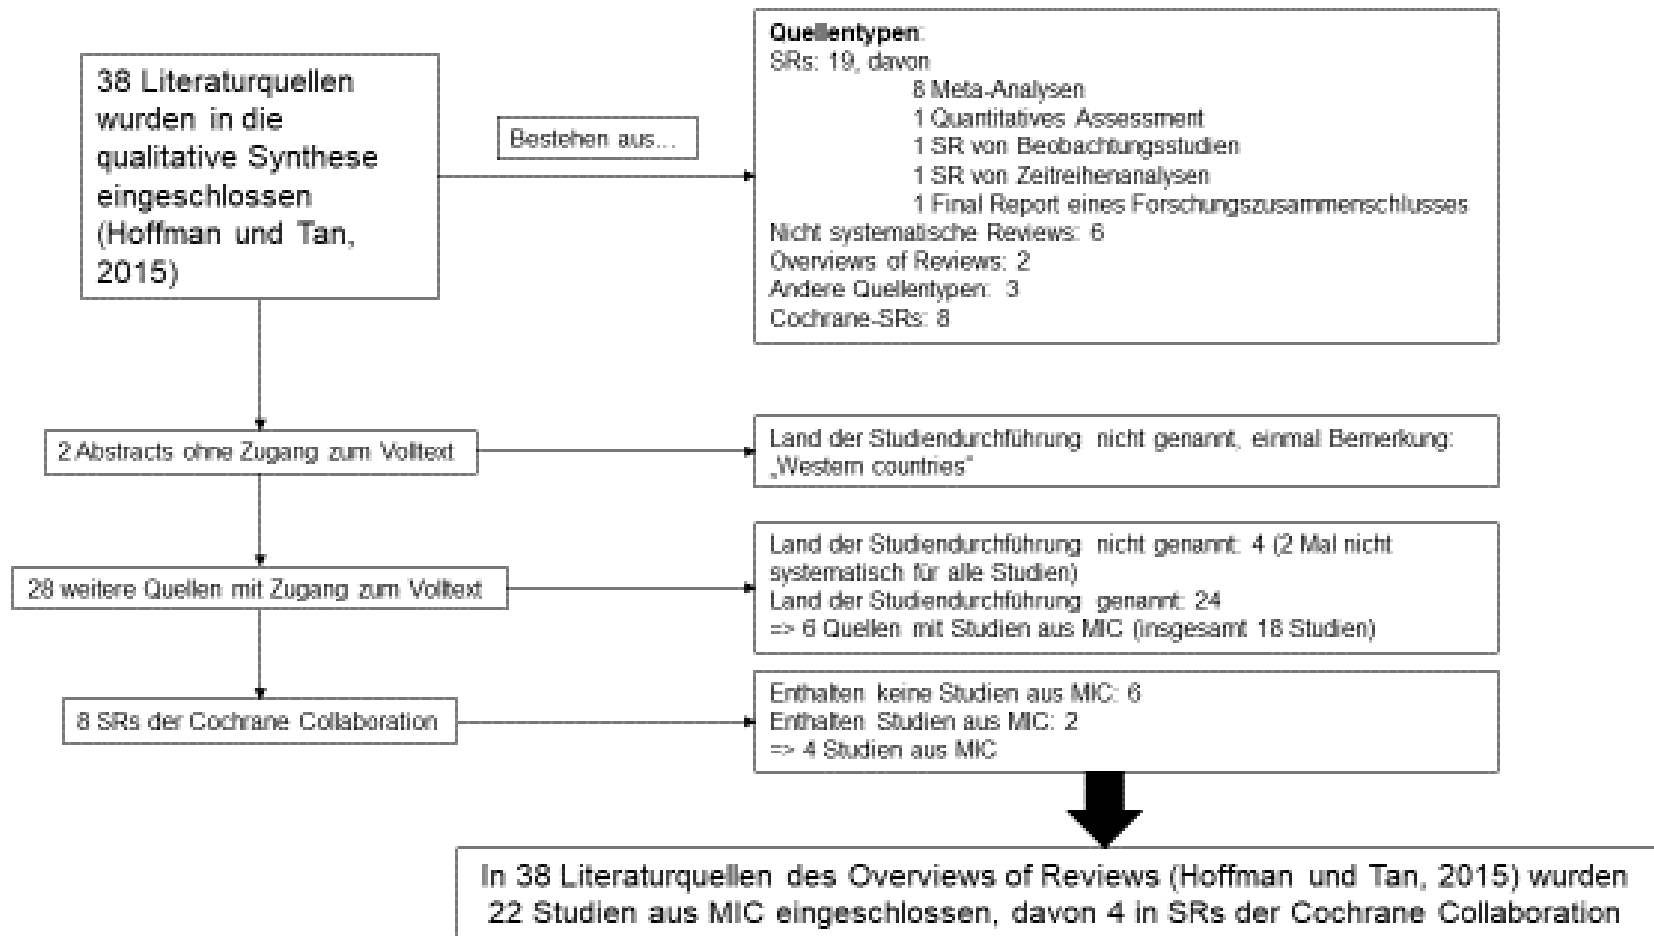 38 Literaturquellen
wurden in die
qualitative Synthese
eingeschlossen
(Hoffman und Tan,
2015)
Bestehen aus...
Quellentypen:
SRs: 19, davon
8 Meta-Analysen
1 Quantitatives Assessment
1 SR von Beobachtungsstudien
1 SR von Zeitreihenanalysen
1 Final Report eines Forschungszusammenschlusses
Nicht systematische Reviews: 6
Overviews of Reviews: 2
Andere Quellentypen: 3
Cochrane-SRs: 8
2 Abstracts ohne Zugang zum Volltext
Land der Studiendurchführung nicht genannt, einmal Bemerkung:
„Western countries“
28 weitere Quellen mit Zugang zum Volltext
Land der Studiendurchführung nicht genannt: 4 (2 Mal nicht
systematisch für alle Studien)
Land der Studiendurchführung genannt: 24
=> 6 Quellen mit Studien aus MIC (insgesamt 18 Studien)
8 SRs der Cochrane Collaboration
Enthalten keine Studien aus MIC: 6
Enthalten Studien aus MIC: 2
=> 4 Studien aus MIC
In 38 Literaturquellen des Overviews of Reviews (Hoffman und Tan, 2015) wurden
22 Studien aus MIC eingeschlossen, davon 4 in SRs der Cochrane Collaboration